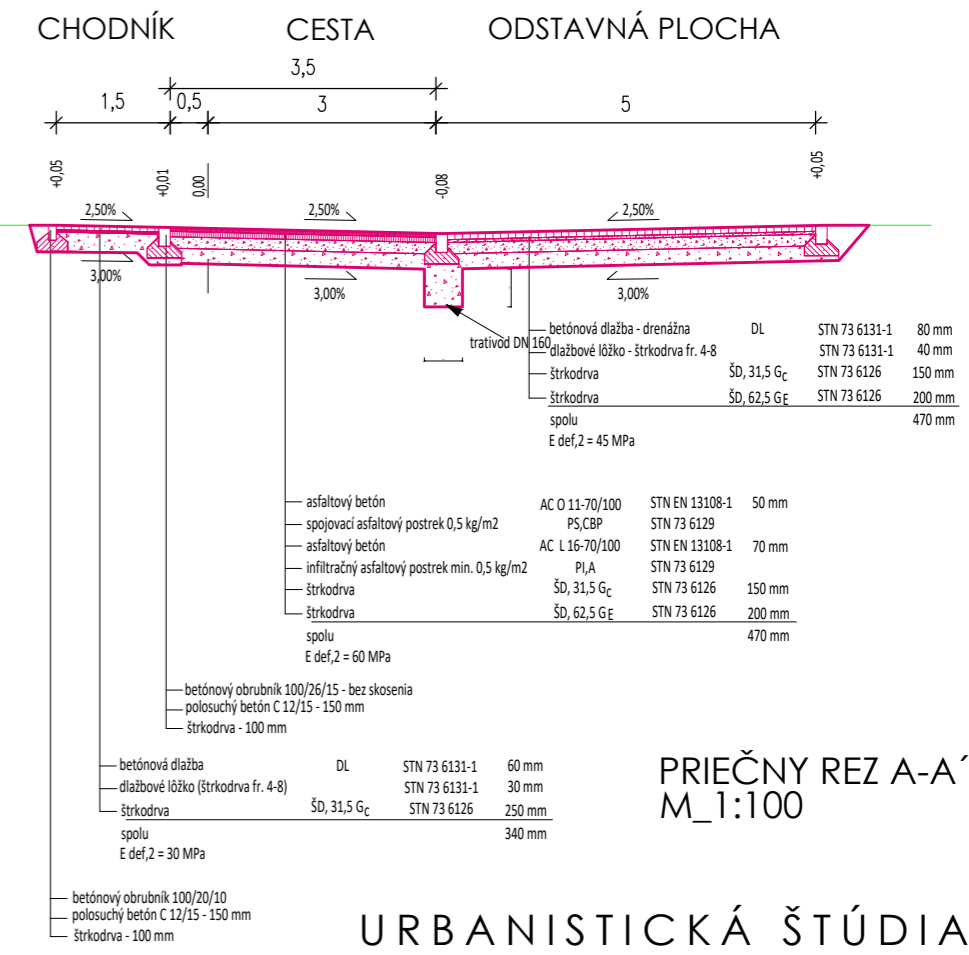 CHODNÍK CESTA ODSTAVNÁ PLOCHA
3,5
1,5 0,5 3 5
+0,05 +0,01 0,00 -0,08 +0,05
2,50% 2,50% 2,50%
3,00% 3,00% 3,00%
trativod DN 160
betónová dlažba - drenážna DL STN 73 6131-1 80 mm
dlažbové lôžko - štrkodrva fr. 4-8 STN 73 6131-1 40 mm
štrkodrva ŠD, 31,5 GC STN 73 6126 150 mm
štrkodrva ŠD, 62,5 GE STN 73 6126 200 mm
spolu 470 mm
E def,2 = 45 MPa
asfaltový betón AC O 11-70/100 STN EN 13108-1 50 mm
spojovací asfaltový postrek 0,5 kg/m2 PS,CBP STN 73 6129
asfaltový betón AC L 16-70/100 STN EN 13108-1 70 mm
infiltračný asfaltový postrek min. 0,5 kg/m2 PI,A STN 73 6129
štrkodrva ŠD, 31,5 GC STN 73 6126 150 mm
štrkodrva ŠD, 62,5 GE STN 73 6126 200 mm
spolu 470 mm
E def,2 = 60 MPa
betónový obrubník 100/26/15 - bez skosenia
polosuchý betón C 12/15 - 150 mm
štrkodrva - 100 mm
betónová dlažba DL STN 73 6131-1 60 mm
dlažbové lôžko (štrkodrva fr. 4-8) STN 73 6131-1 30 mm
štrkodrva ŠD, 31,5 GC STN 73 6126 250 mm
spolu 340 mm
E def,2 = 30 MPa
PRIEČNY REZ A-A´
M_1:100
betónový obrubník 100/20/10
polosuchý betón C 12/15 - 150 mm
štrkodrva - 100 mm
URBANISTICKÁ ŠTÚDIA